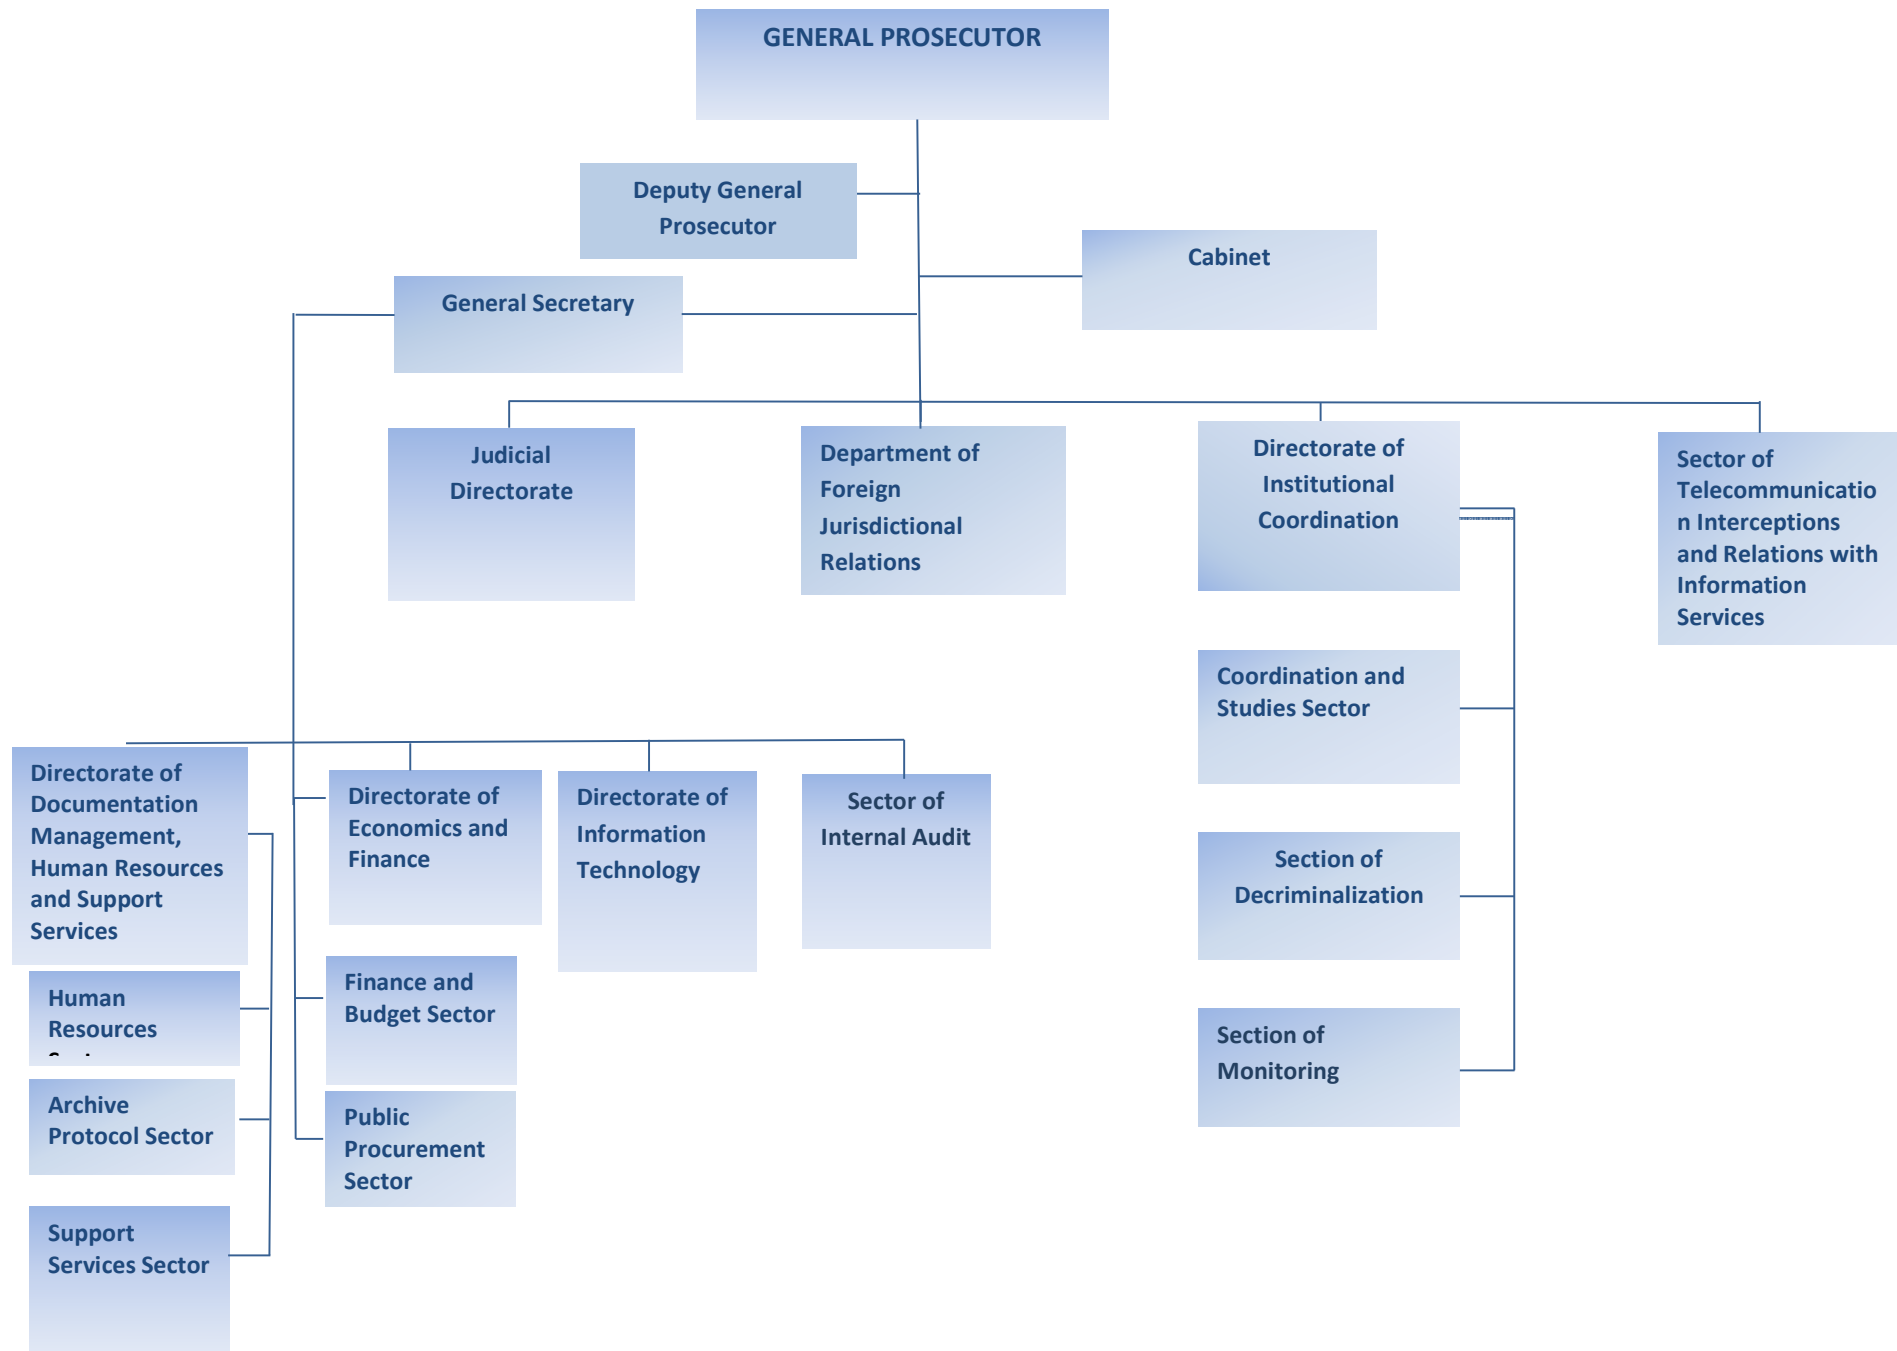 GENERAL PROSECUTOR
Deputy General
Prosecutor
Cabinet
General Secretary
Judicial
Directorate
Department of
Foreign
Jurisdictional
Relations
Directorate of
Institutional
Coordination
Sector of
Telecommunicatio
n Interceptions
and Relations with
Information
Services
Coordination and
Studies Sector
Section of
Decriminalization
Section of
Monitoring
Directorate of
Documentation
Management,
Human Resources
and Support
Services
Directorate of
Economics and
Finance
Directorate of
Information
Technology
Sector of
Internal Audit
Human
Resources
Finance and
Budget Sector
Archive
Protocol Sector
Public
Procurement
Sector
Support
Services Sector